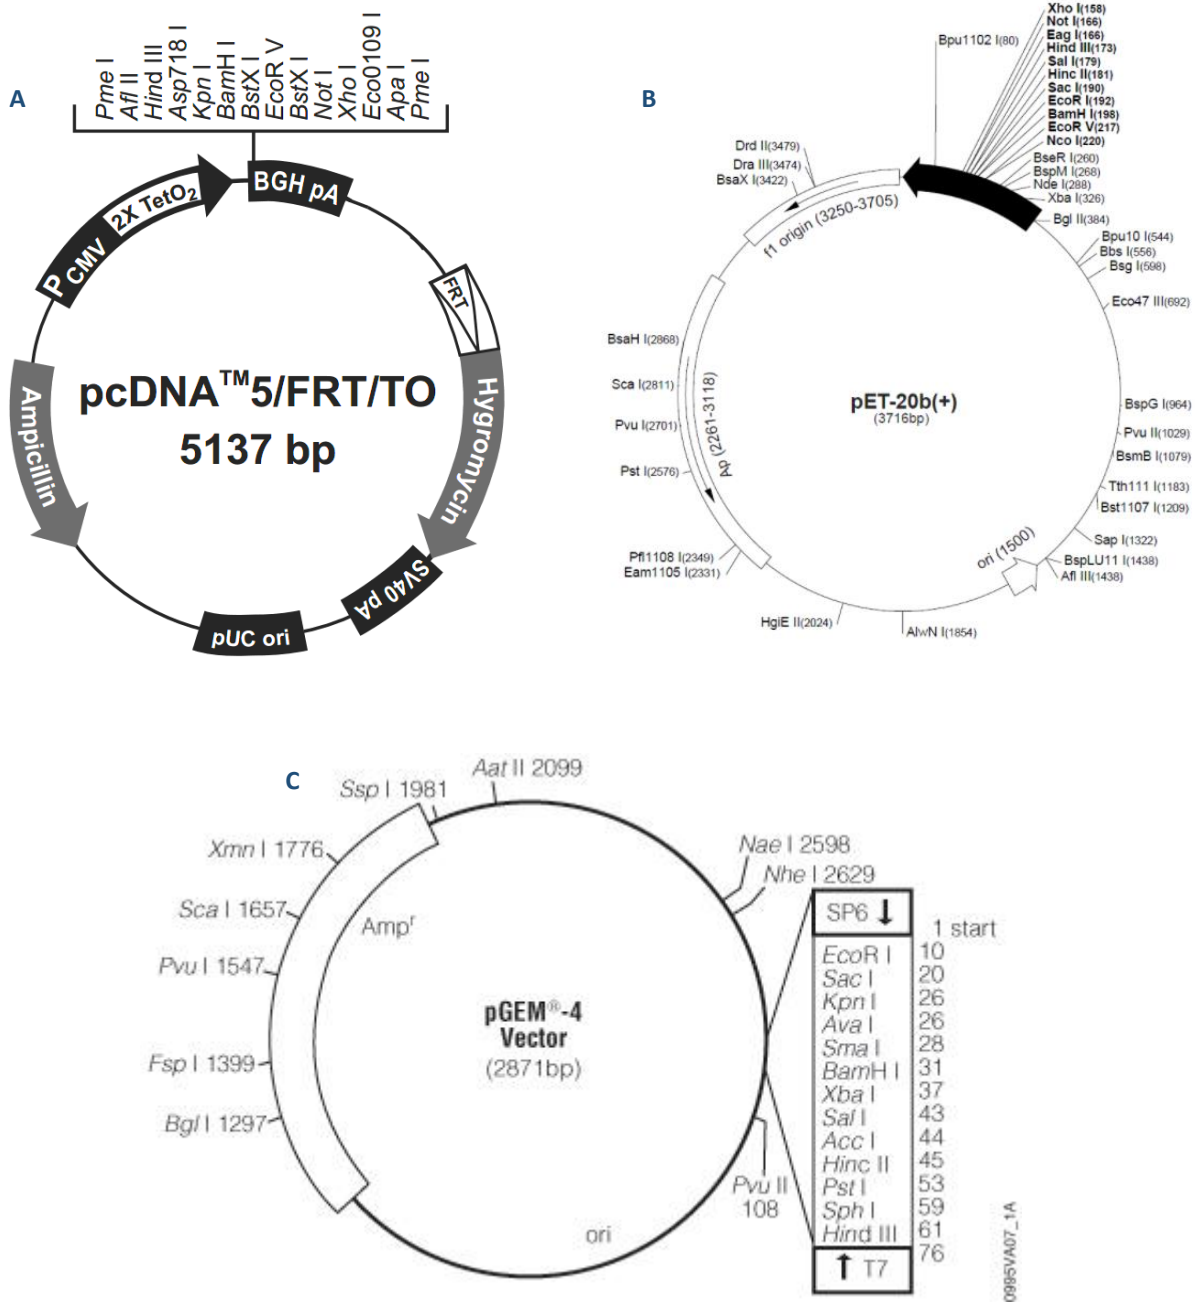 A
Pme I
Afl II
Hind III
Asp718 I
Kpn I
BamH I
BstX I
EcoR V
BstX I
Not I
Xho I
Eco0109 I
Apa I
Pme I
PCMV
2X TetO2
BGH pA
FRT
Hygromycin
SV40 pA
pUC ori
Ampicillin
pcDNA™5/FRT/TO
5137 bp
B
Bpu1102 I(80)
Xho I(158)
Not I(166)
Eag I(166)
Hind III(173)
Sal I(179)
Hinc II(181)
Sac I(190)
EcoR I(192)
BamH I(198)
EcoR V(217)
Nco I(220)
BseR I(260)
BspM I(268)
Nde I(288)
Xba I(326)
Bgl II(384)
Bpu10 I(544)
Bbs I(556)
Bsg I(598)
Eco47 III(692)
BspG I(964)
Pvu II(1029)
BsmB I(1079)
Tth111 I(1183)
Bst1107 I(1209)
Sap I(1322)
BspLU11 I(1438)
Afl III(1438)
AlwN I(1854)
HgiE II(2024)
Eam1105 I(2331)
Pfl1108 I(2349)
Pst I(2576)
Pvu I(2701)
Sca I(2811)
BsaH I(2868)
BsaX I(3422)
Dra III(3474)
Drd II(3479)
f1 origin (3250-3705)
Ap (2261-3118)
ori (1500)
pET-20b(+)
(3716bp)
C
Ssp I 1981
Aat II 2099
Xmn I 1776
Sca I 1657
Pvu I 1547
Fsp I 1399
Bgl I 1297
Nae I 2598
Nhe I 2629
Ampr
pGEM®-4
Vector
(2871bp)
ori
Pvu II
108
SP6 ↓
1 start
EcoR I 10
Sac I 20
Kpn I 26
Ava I 26
Sma I 28
BamH I 31
Xba I 37
Sal I 43
Acc I 44
Hinc II 45
Pst I 53
Sph I 59
Hind III 61
76
↑ T7
0995VA07_1A